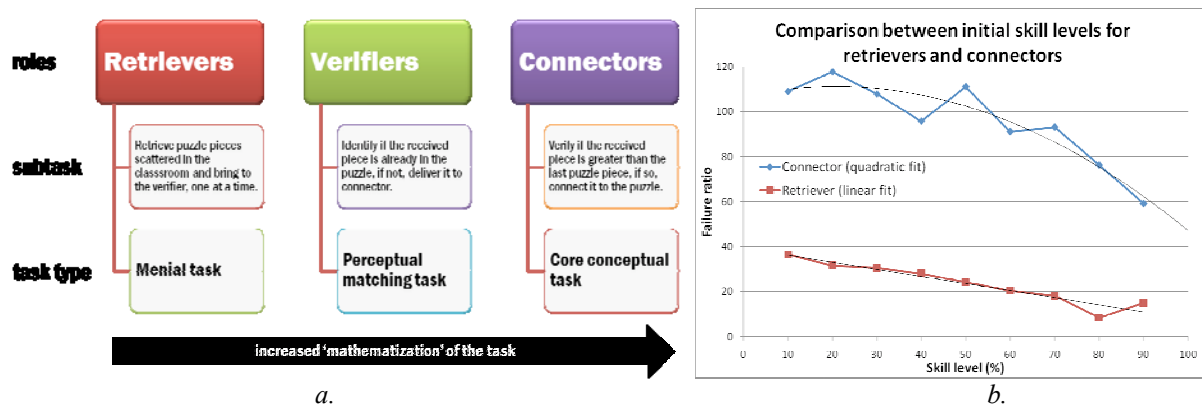 roles
Retrievers
Verifiers
Connectors
subtask
Retrieve puzzle pieces
scattered in the
classsroom and bring to
the verifier, one at a time.
Identify if the received
piece is already in the
puzzle, if not, deliver it to
connector.
Verify if the received
piece is greater than the
last puzzle piece, if so,
connect it to the puzzle.
task type
Menial task
Perceptual
matching task
Core conceptual
task
increased 'mathematization' of the task
a.
Comparison between initial skill levels for
retrievers and connectors
120
100
80
60
40
20
0
Failure ratio
Connector (quadratic fit)
Retriever (linear fit)
0 10 20 30 40 50 60 70 80 90 100
Skill level (%)
b.